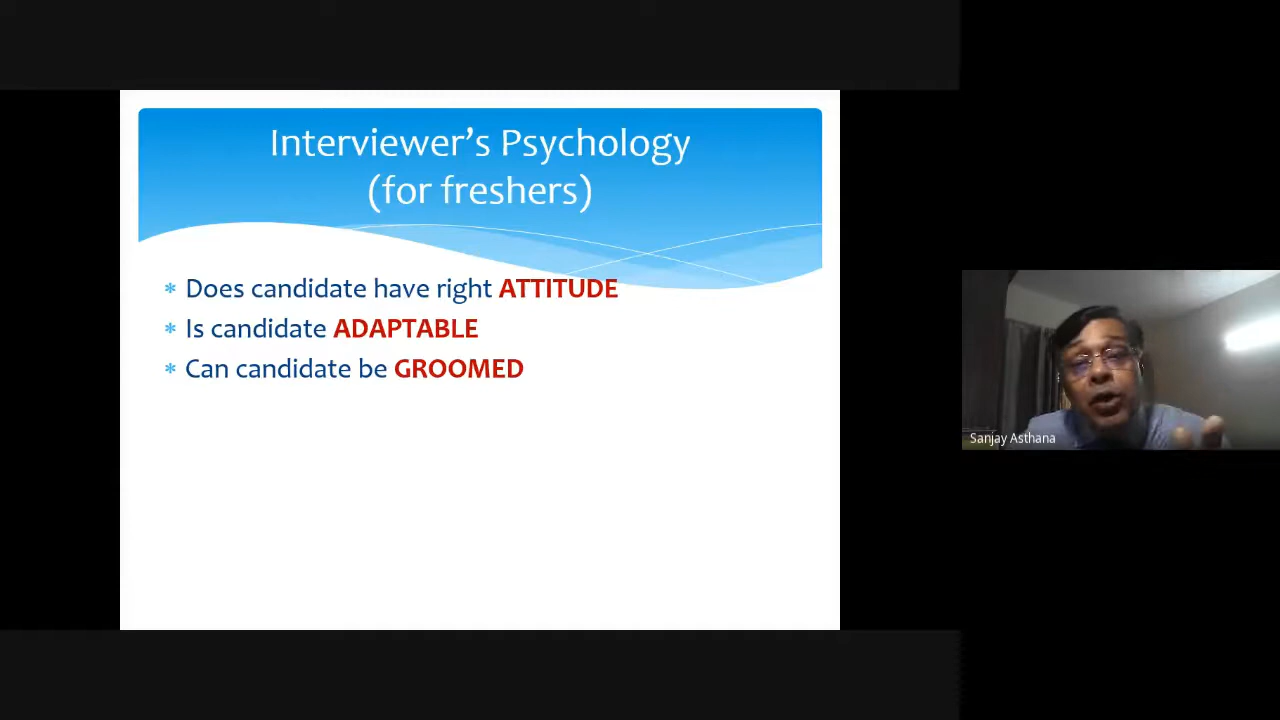 Interviewer’s Psychology
(for freshers)
* Does candidate have right ATTITUDE
* Is candidate ADAPTABLE
* Can candidate be GROOMED
Sanjay Asthana